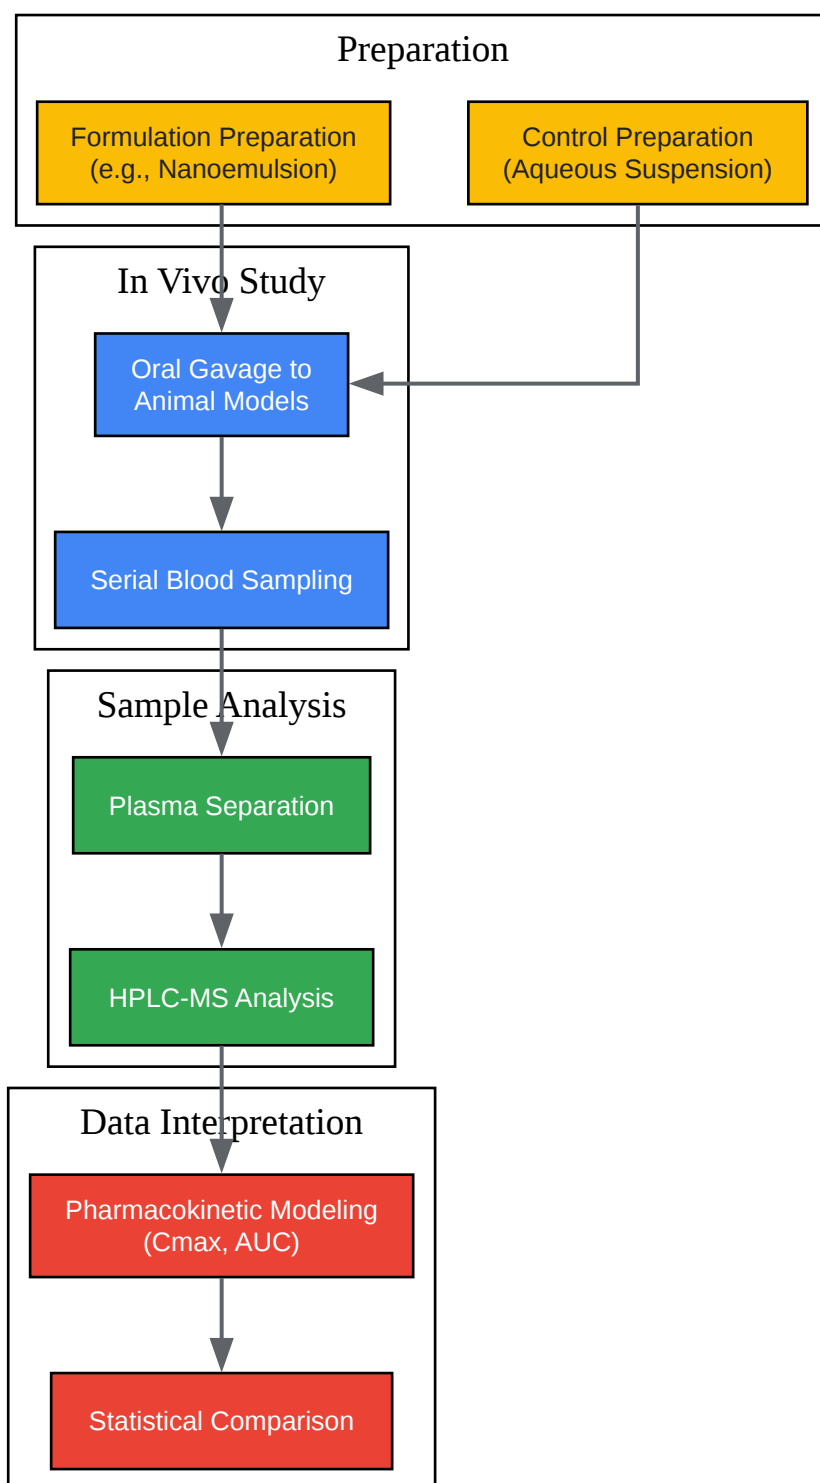 Preparation
Formulation Preparation
(e.g., Nanoemulsion)
Control Preparation
(Aqueous Suspension)
In Vivo Study
Oral Gavage to
Animal Models
Serial Blood Sampling
Sample Analysis
Plasma Separation
HPLC-MS Analysis
Data Interpretation
Pharmacokinetic Modeling
(Cmax, AUC)
Statistical Comparison